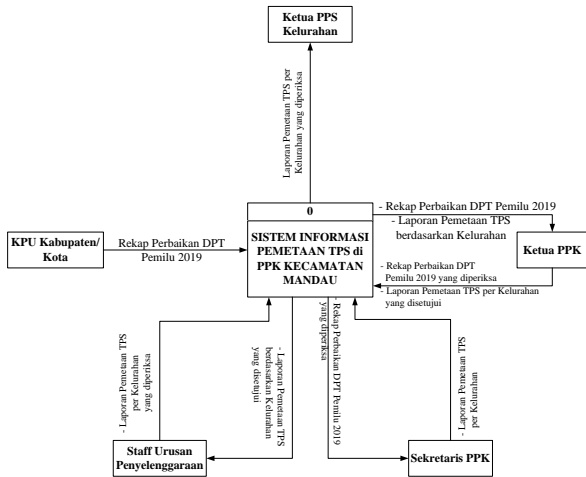 Ketua PPS
Kelurahan
Laporan Pemetaan TPS per
Kelurahan yang diperiksa
0
SISTEM INFORMASI
PEMETAAN TPS di
PPK KECAMATAN
MANDAU
KPU Kabupaten/
Kota
Rekap Perbaikan DPT
Pemilu 2019
- Rekap Perbaikan DPT Pemilu 2019
- Laporan Pemetaan TPS
berdasarkan Kelurahan
Ketua PPK
- Rekap Perbaikan DPT
Pemilu 2019 yang diperiksa
- Laporan Pemetaan TPS per Kelurahan
yang disetujui
- Laporan Pemetaan TPS
per Kelurahan
yang diperiksa
- Laporan Pemetaan TPS
berdasarkan Kelurahan
yang disetujui
- Rekap Perbaikan DPT Pemilu 2019
yang diperiksa
- Laporan Pemetaan TPS
per Kelurahan
Staff Urusan
Penyelenggaraan
Sekretaris PPK